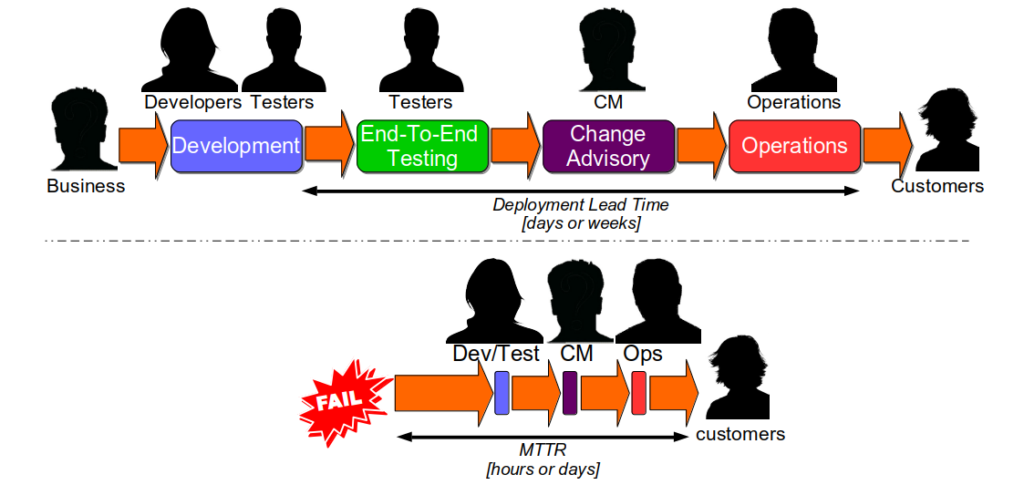 Developers
Testers
Testers
CM
Operations
Business
Development
End-To-End
Testing
Change
Advisory
Operations
Customers
Deployment Lead Time
[days or weeks]
Dev/Test
CM
Ops
FAIL
customers
MTTR
[hours or days]